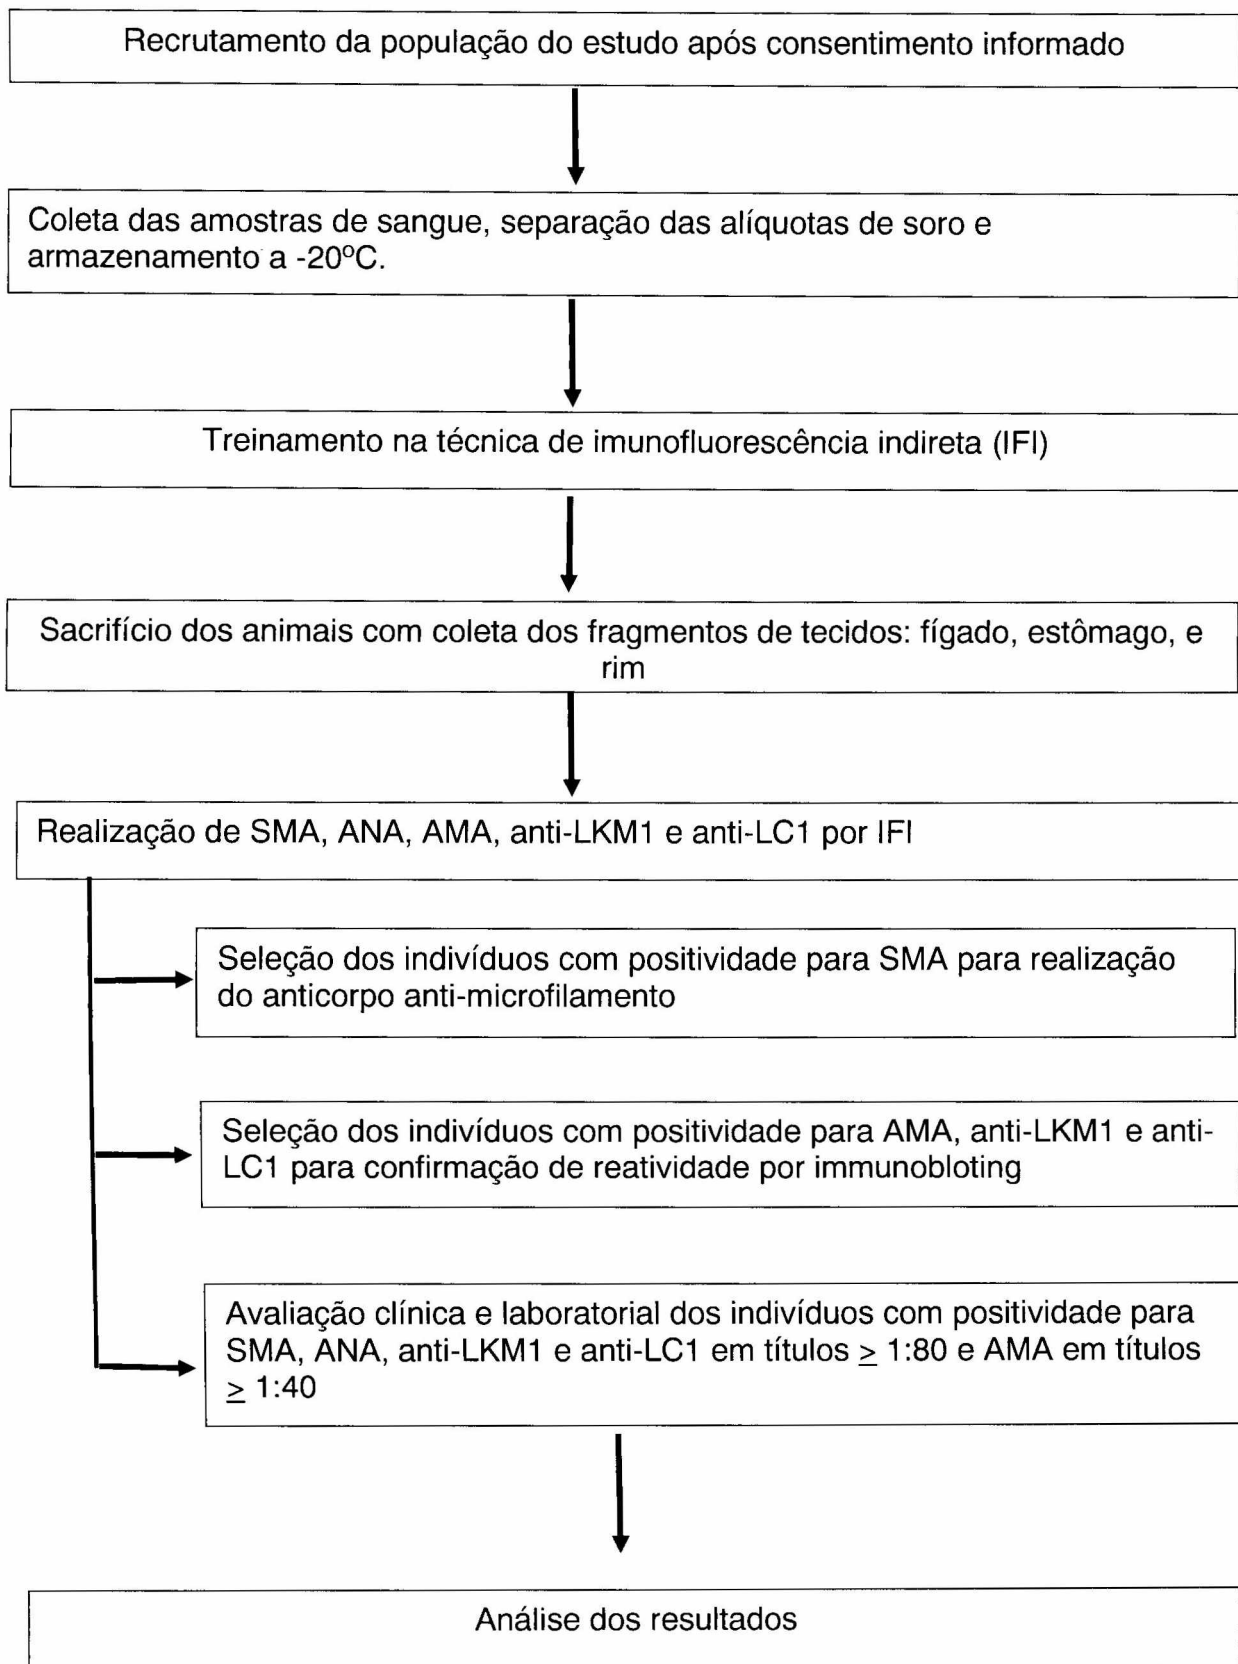 Recrutamento da população do estudo após consentimento informado
Coleta das amostras de sangue, separação das alíquotas de soro e
armazenamento a -20ºC.
Treinamento na técnica de imunofluorescência indireta (IFI)
Sacrifício dos animais com coleta dos fragmentos de tecidos: fígado, estômago, e
rim
Realização de SMA, ANA, AMA, anti-LKM1 e anti-LC1 por IFI
Seleção dos indivíduos com positividade para SMA para realização
do anticorpo anti-microfilamento
Seleção dos indivíduos com positividade para AMA, anti-LKM1 e anti-
LC1 para confirmação de reatividade por immunobloting
Avaliação clínica e laboratorial dos indivíduos com positividade para
SMA, ANA, anti-LKM1 e anti-LC1 em títulos ≥ 1:80 e AMA em títulos
≥ 1:40
Análise dos resultados